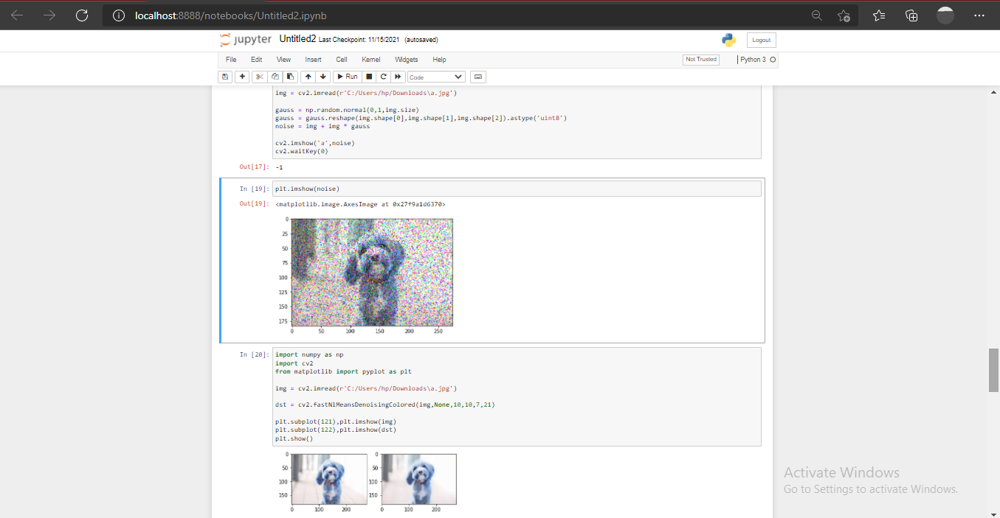 localhost:8888/notebooks/Untitled2.ipynb
jupyter Untitled2 Last Checkpoint: 11/15/2021 (autosaved)
Logout
File Edit View Insert Cell Kernel Widgets Help
Not Trusted
Python 3
Run
Code
img = cv2.imread(r'C:/Users/hp/Downloads\a.jpg')
gauss = np.random.normal(0,1,img.size)
gauss = gauss.reshape(img.shape[0],img.shape[1],img.shape[2]).astype('uint8')
noise = img + img * gauss
cv2.imshow('a',noise)
cv2.waitKey(0)
Out[17]: -1
In [19]: plt.imshow(noise)
Out[19]: <matplotlib.image.AxesImage at 0x27f9a1d6370>
0
25
50
75
100
125
150
175
0 50 100 150 200 250
In [20]: import numpy as np
import cv2
from matplotlib import pyplot as plt
img = cv2.imread(r'C:/Users/hp/Downloads\a.jpg')
dst = cv2.fastNlMeansDenoisingColored(img,None,10,10,7,21)
plt.subplot(121),plt.imshow(img)
plt.subplot(122),plt.imshow(dst)
plt.show()
0 0
50 50
100 100
150 150
0 100 200 0 100 200
Activate Windows
Go to Settings to activate Windows.